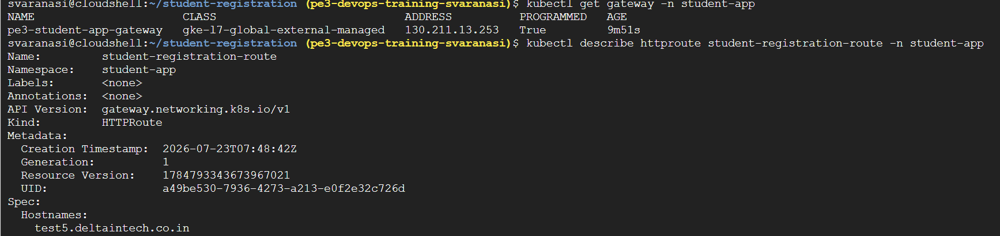 svaranasi@cloudshell:~/student-registration (pe3-devops-training-svaranasi)$ kubectl get gateway -n student-app
NAME                      CLASS                            ADDRESS          PROGRAMMED   AGE
pe3-student-app-gateway   gke-l7-global-external-managed   130.211.13.253   True         9m51s
svaranasi@cloudshell:~/student-registration (pe3-devops-training-svaranasi)$ kubectl describe httproute student-registration-route -n student-app
Name:         student-registration-route
Namespace:    student-app
Labels:       <none>
Annotations:  <none>
API Version:  gateway.networking.k8s.io/v1
Kind:         HTTPRoute
Metadata:
  Creation Timestamp:  2026-07-23T07:48:42Z
  Generation:          1
  Resource Version:    1784793343673967021
  UID:                 a49be530-7936-4273-a213-e0f2e32c726d
Spec:
  Hostnames:
    test5.deltaintech.co.in